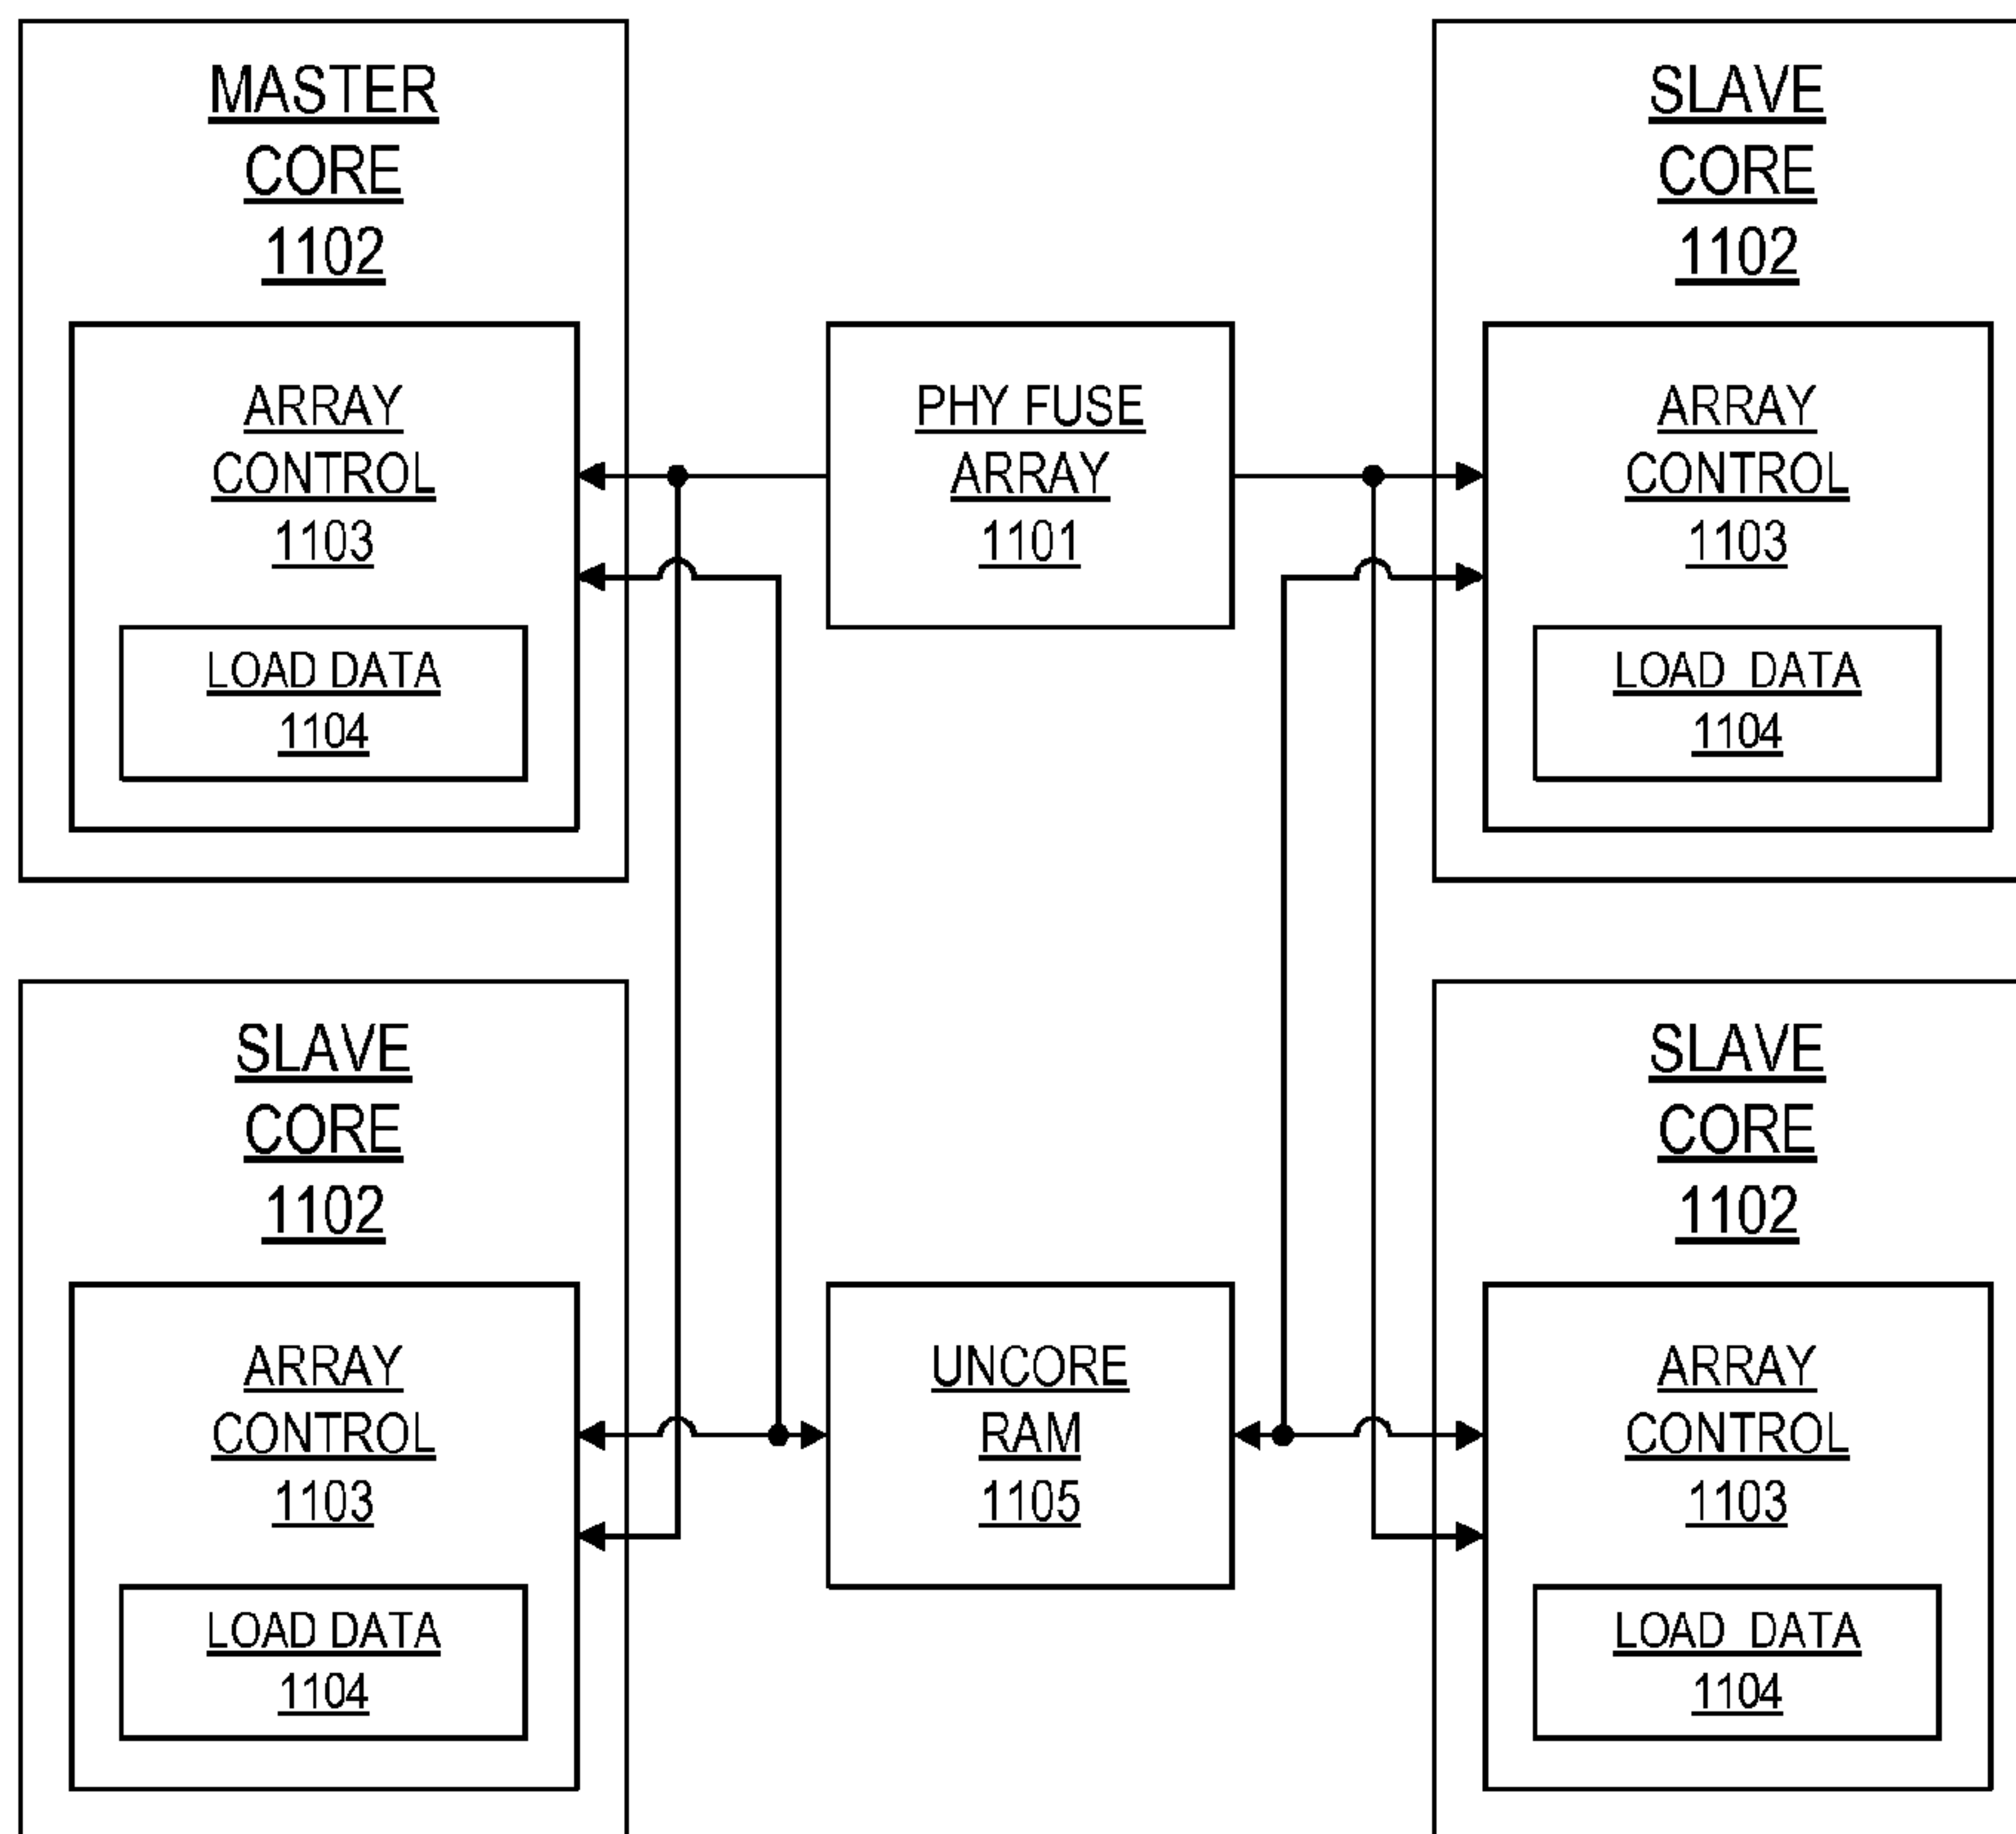 MASTER
CORE
1102
ARRAY
CONTROL
1103
LOAD DATA
1104
PHY FUSE
ARRAY
1101
SLAVE
CORE
1102
ARRAY
CONTROL
1103
LOAD DATA
1104
SLAVE
CORE
1102
ARRAY
CONTROL
1103
LOAD DATA
1104
UNCORE
RAM
1105
SLAVE
CORE
1102
ARRAY
CONTROL
1103
LOAD DATA
1104